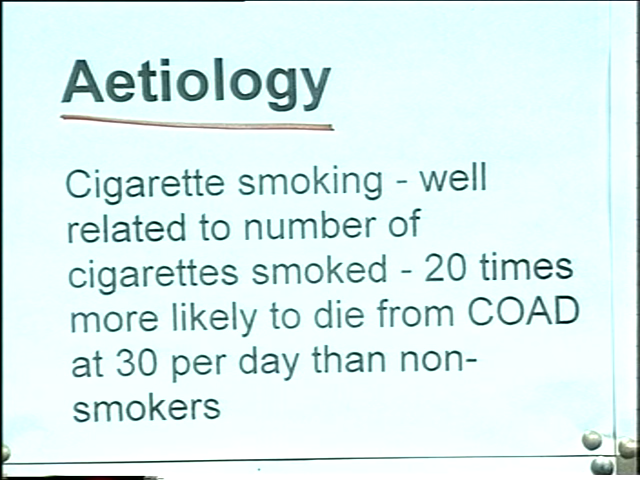 Aetiology
Cigarette smoking - well
related to number of
cigarettes smoked - 20 times
more likely to die from COAD
at 30 per day than non-
smokers